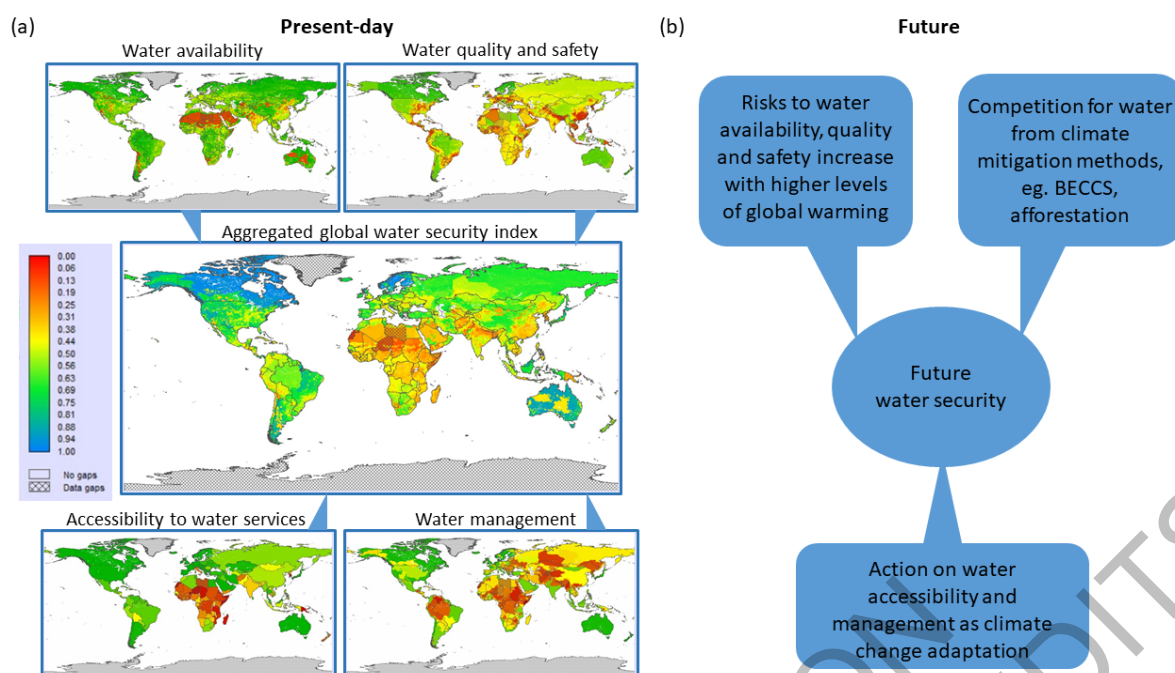 (a)
Present-day
Water availability
Water quality and safety
Aggregated global water security index
0.00
0.06
0.13
0.19
0.25
0.31
0.38
0.44
0.50
0.56
0.63
0.69
0.75
0.81
0.88
0.94
1.00
No gaps
Data gaps
Accessibility to water services
Water management
(b)
Future
Risks to water
availability, quality
and safety increase
with higher levels
of global warming
Competition for water
from climate
mitigation methods,
eg. BECCS,
afforestation
Future
water security
Action on water
accessibility and
management as climate
change adaptation